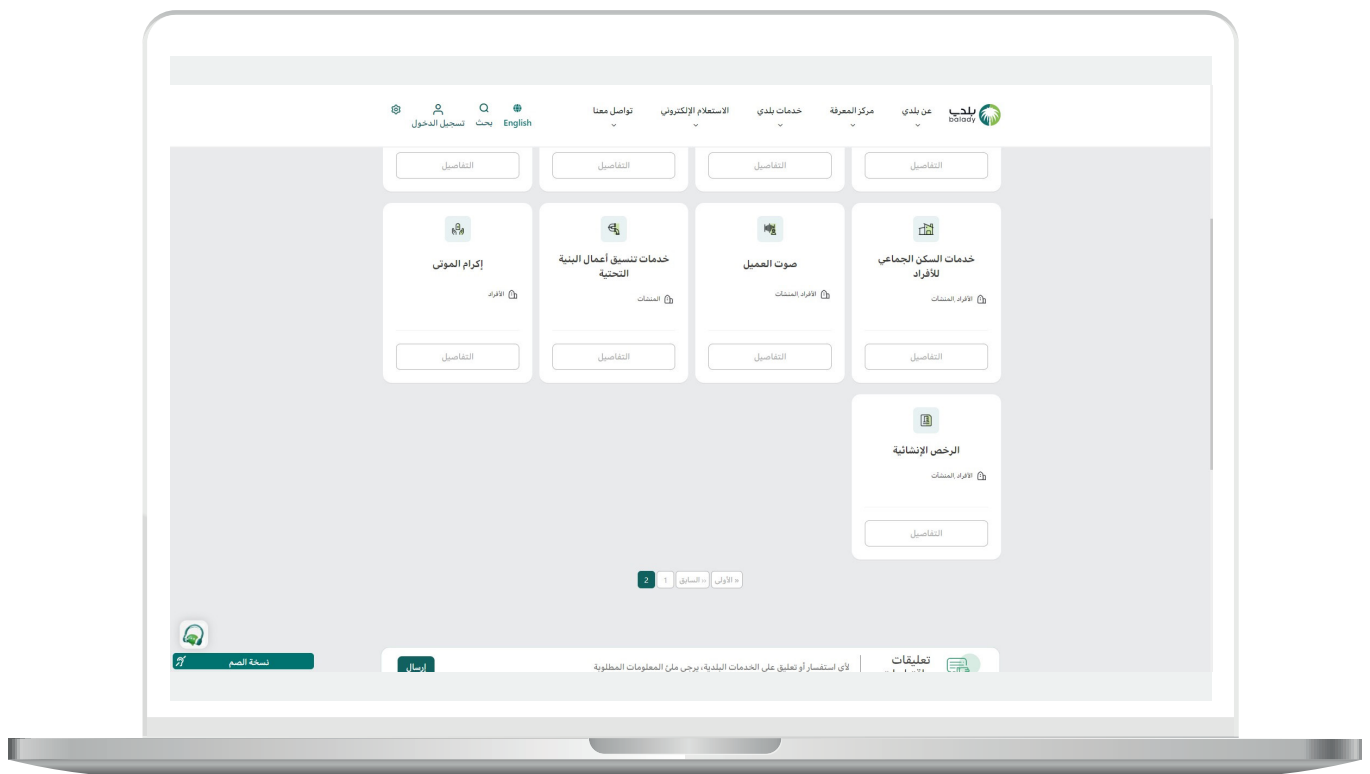 بلدي
balady
عن بلدي
مركز المعرفة
خدمات بلدي
الاستعلام الإلكتروني
تواصل معنا
English
بحث
تسجيل الدخول
التفاصيل
التفاصيل
التفاصيل
التفاصيل
خدمات السكن الجماعي
للأفراد
الأفراد,المنشآت
التفاصيل
صوت العميل
الأفراد,المنشآت
التفاصيل
خدمات تنسيق أعمال البنية
التحتية
المنشآت
التفاصيل
إكرام الموتى
الأفراد
التفاصيل
الرخص الإنشائية
الأفراد,المنشآت
التفاصيل
« الأولى
‹‹ السابق
1
2
نسخة الصم
تعليقات
لأي استفسار أو تعليق على الخدمات البلدية، يرجى ملئ المعلومات المطلوبة
إرسال